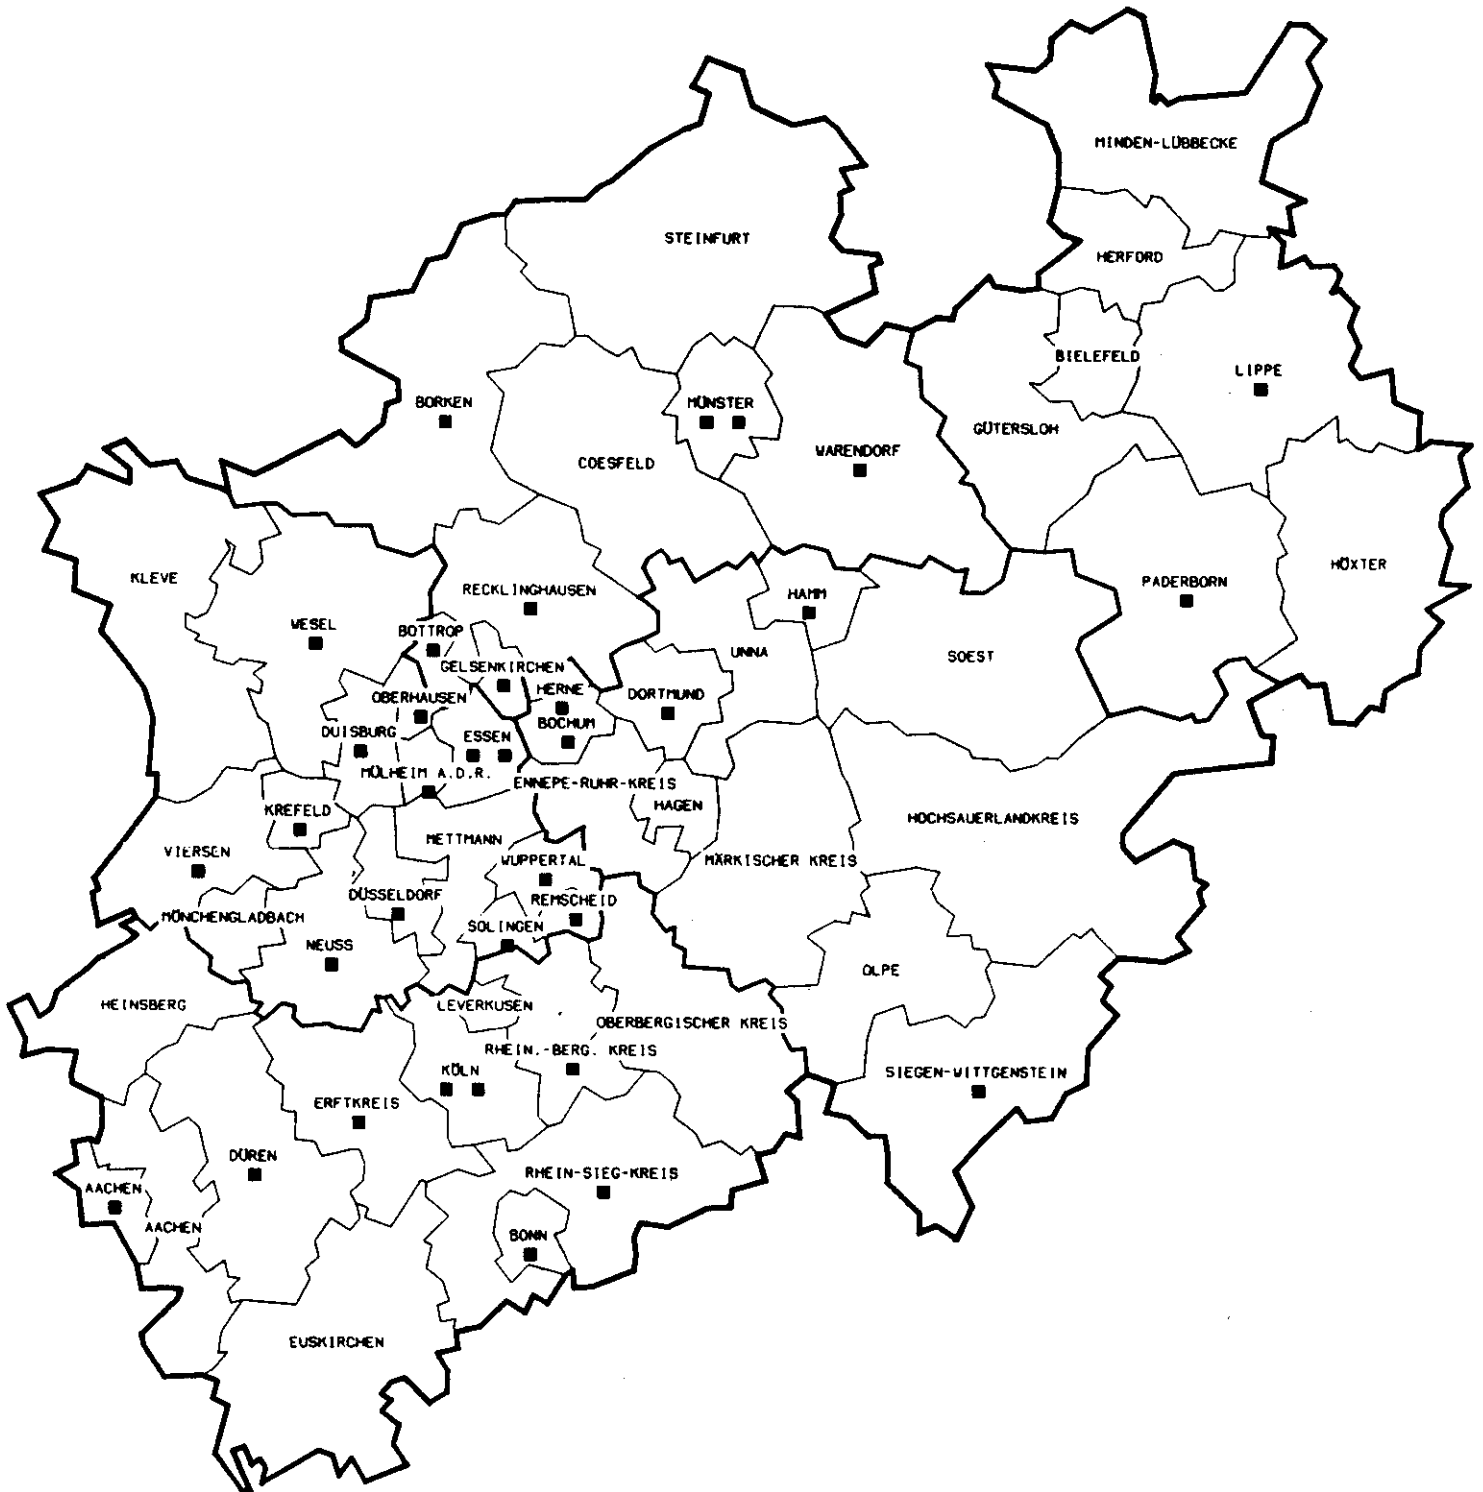 MINDEN-LÜBBECKE
STEINFURT
HERFORD
BIELEFELD
LIPPE
BORKEN
MÜNSTER
GÜTERSLOH
COESFELD
WARENDORF
HÖXTER
KLEVE
PADERBORN
RECKLINGHAUSEN
HAMM
WESEL
BOTTROP
UNNA
SOEST
GELSENKIRCHEN
HERNE
DORTMUND
OBERHAUSEN
BOCHUM
DUISBURG
ESSEN
MÜLHEIM A.D.R.
ENNEPE-RUHR-KREIS
HAGEN
KREFELD
HOCHSAUERLANDKREIS
METTMANN
VIERSEN
WUPPERTAL
MÄRKISCHER KREIS
DÜSSELDORF
REMSCHEID
MÖNCHENGLADBACH
SOLINGEN
NEUSS
OLPE
HEINSBERG
LEVERKUSEN
OBERBERGISCHER KREIS
RHEIN.-BERG. KREIS
KÖLN
SIEGEN-WITTGENSTEIN
ERFTKREIS
DÜREN
RHEIN-SIEG-KREIS
AACHEN
AACHEN
BONN
EUSKIRCHEN